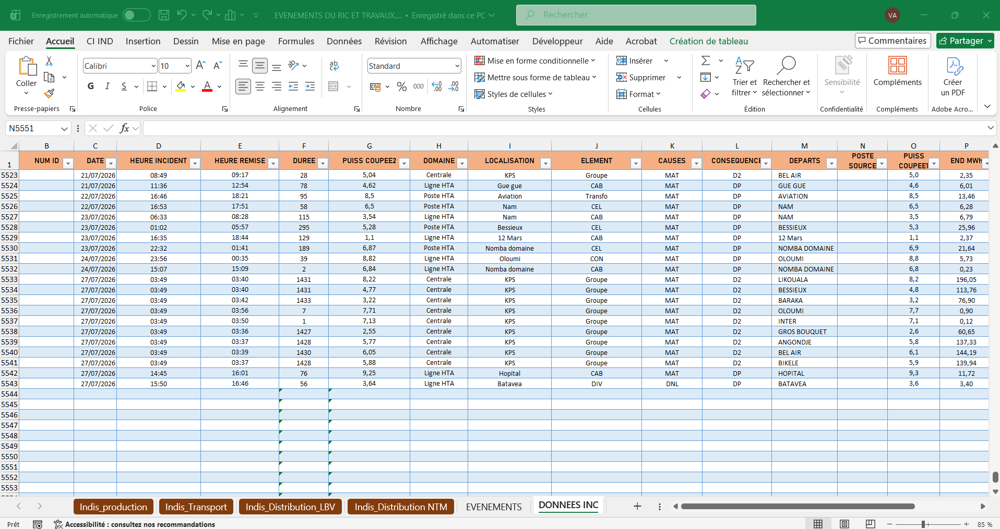 Enregistrement automatique
EVENEMENTS DU RIC ET TRAVAUX.... • Enregistré dans ce PC
Rechercher
VA
Fichier Accueil CI IND Insertion Dessin Mise en page Formules Données Révision Affichage Automatiser Développeur Aide Acrobat Création de tableau
Commentaires Partager
Coller
Presse-papiers
Calibri 10
G I S
Police
Alignement
Standard
% 000
Nombre
Mise en forme conditionnelle
Mettre sous forme de tableau
Styles de cellules
Styles
Insérer
Supprimer
Format
Cellules
Trier et filtrer
Rechercher et sélectionner
Édition
Sensibilité
Confidentialité
Compléments
Compléments
Créer un PDF
Adobe Acro...
N5551 fx
B C D E F G H I J K L M N O P
1 NUM ID DATE HEURE INCIDENT HEURE REMISE DUREE PUISS COUPEE2 DOMAINE LOCALISATION ELEMENT CAUSES CONSEQUENCE DEPARTS POSTE SOURCE PUISS COUPEE1 END MWh
5523 21/07/2026 08:49 09:17 28 5,04 Centrale KPS Groupe MAT D2 BEL AIR 5,0 2,35
5524 21/07/2026 11:36 12:54 78 4,62 Ligne HTA Gue gue CAB MAT DP GUE GUE 4,6 6,01
5525 22/07/2026 16:46 18:21 95 8,5 Poste HTA Aviation Transfo MAT DP AVIATION 8,5 13,46
5526 22/07/2026 16:53 17:51 58 6,5 Poste HTA Nam CEL MAT DP NAM 6,5 6,28
5527 23/07/2026 06:33 08:28 115 3,54 Ligne HTA Nam CAB MAT DP NAM 3,5 6,79
5528 23/07/2026 01:02 05:57 295 5,28 Poste HTA Bessieux CEL MAT DP BESSIEUX 5,3 25,96
5529 23/07/2026 16:35 18:44 129 1,1 Ligne HTA 12 Mars CAB MAT DP 12 Mars 1,1 2,37
5530 23/07/2026 22:32 01:41 189 6,87 Poste HTA Nomba domaine CEL MAT DP NOMBA DOMAINE 6,9 21,64
5531 24/07/2026 23:56 00:35 39 8,82 Ligne HTA Oloumi CON MAT DP OLOUMI 8,8 5,73
5532 24/07/2026 15:07 15:09 2 6,84 Ligne HTA Nomba domaine CAB MAT DP NOMBA DOMAINE 6,8 0,23
5533 27/07/2026 03:49 03:40 1431 8,22 Centrale KPS Groupe MAT D2 LIKOUALA 8,2 196,05
5534 27/07/2026 03:49 03:40 1431 4,77 Centrale KPS Groupe MAT D2 BESSIEUX 4,8 113,76
5535 27/07/2026 03:49 03:42 1433 3,22 Centrale KPS Groupe MAT D2 BARAKA 3,2 76,90
5536 27/07/2026 03:49 03:56 7 7,71 Centrale KPS Groupe MAT D2 OLOUMI 7,7 0,90
5537 27/07/2026 03:49 03:50 1 7,13 Centrale KPS Groupe MAT D2 INTER 7,1 0,12
5538 27/07/2026 03:49 03:36 1427 2,55 Centrale KPS Groupe MAT D2 GROS BOUQUET 2,6 60,65
5539 27/07/2026 03:49 03:37 1428 5,77 Centrale KPS Groupe MAT D2 ANGONDJE 5,8 137,33
5540 27/07/2026 03:49 03:39 1430 6,05 Centrale KPS Groupe MAT D2 BEL AIR 6,1 144,19
5541 27/07/2026 03:49 03:37 1428 5,88 Centrale KPS Groupe MAT D2 BIKELE 5,9 139,94
5542 27/07/2026 14:45 16:01 76 9,25 Ligne HTA Hopital CAB MAT DP HOPITAL 9,3 11,72
5543 27/07/2026 15:50 16:46 56 3,64 Ligne HTA Batavea DIV DNL DP BATAVEA 3,6 3,40
5544
5545
5546
5547
5548
5549
5550
5551
5552
5553
Indis_production Indis_Transport Indis_Distribution_LBV Indis_Distribution NTM EVENEMENTS DONNEES INC
Prêt Accessibilité : consultez nos recommandations 85 %